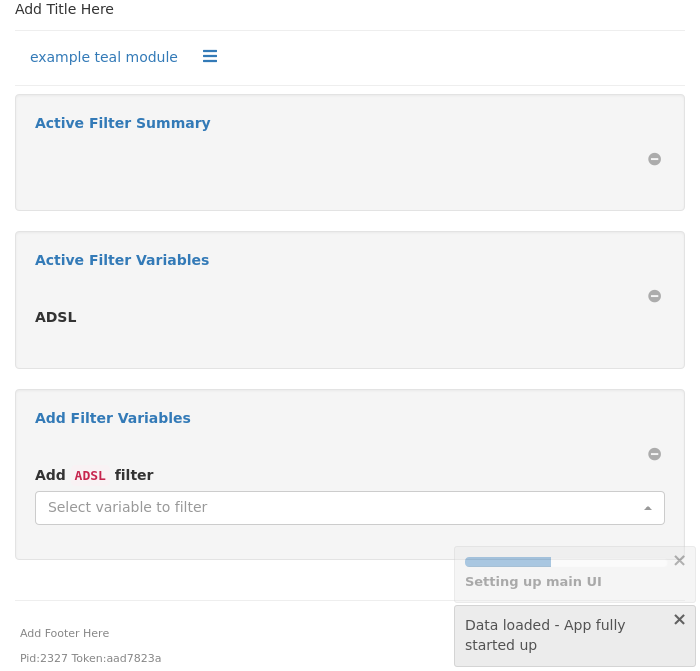 Add Title Here
example teal module
Active Filter Summary
Active Filter Variables
ADSL
Add Filter Variables
Add ADSL filter
Select variable to filter
Setting up main UI
Data loaded - App fully
started up
Add Footer Here
Pid:2327 Token:aad7823a